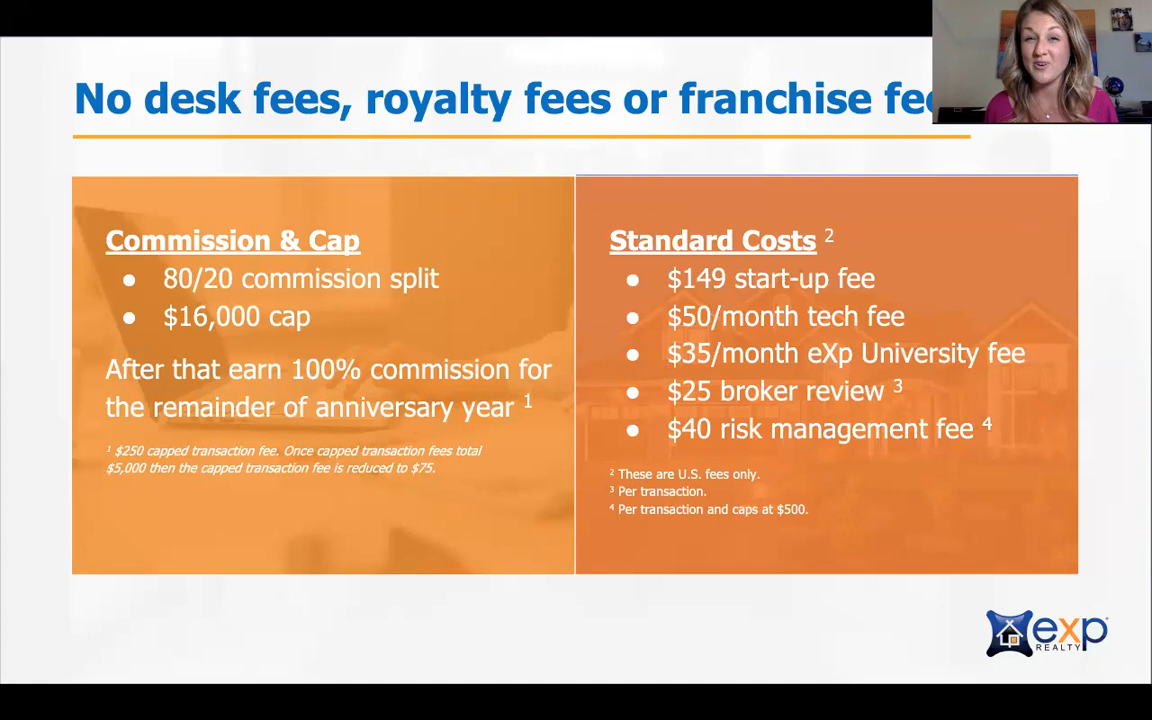 No desk fees, royalty fees or franchise
Commission & Cap
● 80/20 commission split
● $16,000 cap
After that earn 100% commission for
the remainder of anniversary year ¹
¹ $250 capped transaction fee. Once capped transaction fees total
$5,000 then the capped transaction fee is reduced to $75.
Standard Costs ²
● $149 start-up fee
● $50/month tech fee
● $35/month eXp University fee
● $25 broker review ³
● $40 risk management fee ⁴
² These are U.S. fees only.
³ Per transaction.
⁴ Per transaction and caps at $500.
exp
REALTY